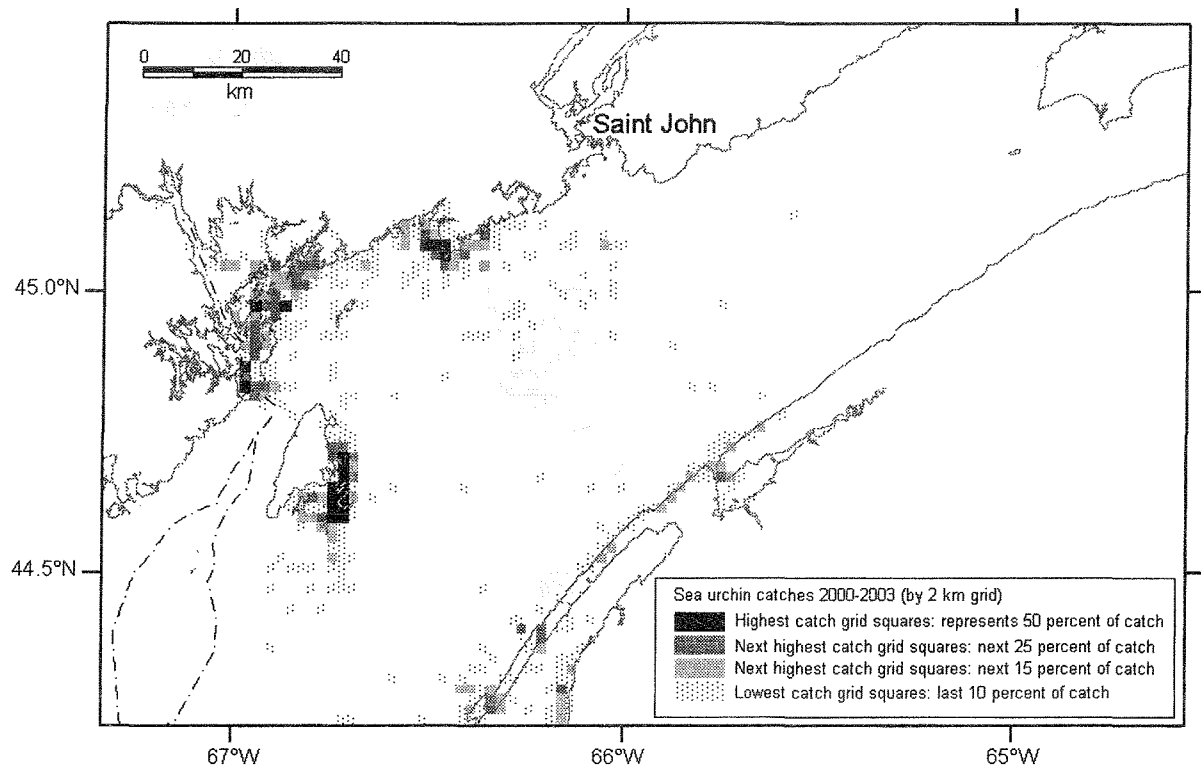 0 20 40
km
Saint John
45.0°N
44.5°N
Sea urchin catches 2000-2003 (by 2 km grid)
Highest catch grid squares: represents 50 percent of catch
Next highest catch grid squares: next 25 percent of catch
Next highest catch grid squares: next 15 percent of catch
Lowest catch grid squares: last 10 percent of catch
67°W 66°W 65°W